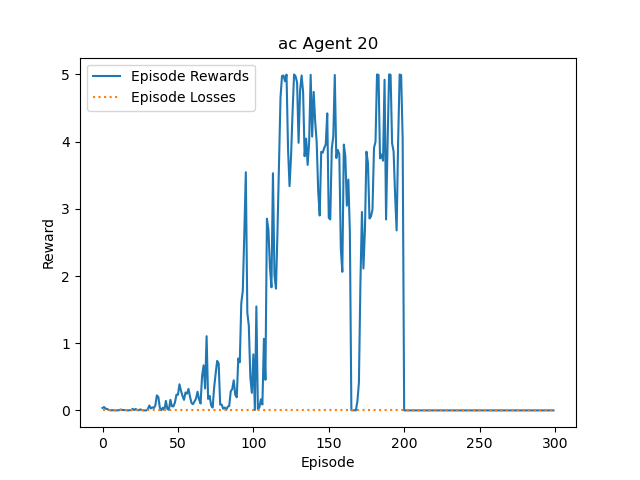 ac Agent 20
Episode Rewards
Episode Losses
5
4
3
2
1
0
Reward
0 50 100 150 200 250 300
Episode